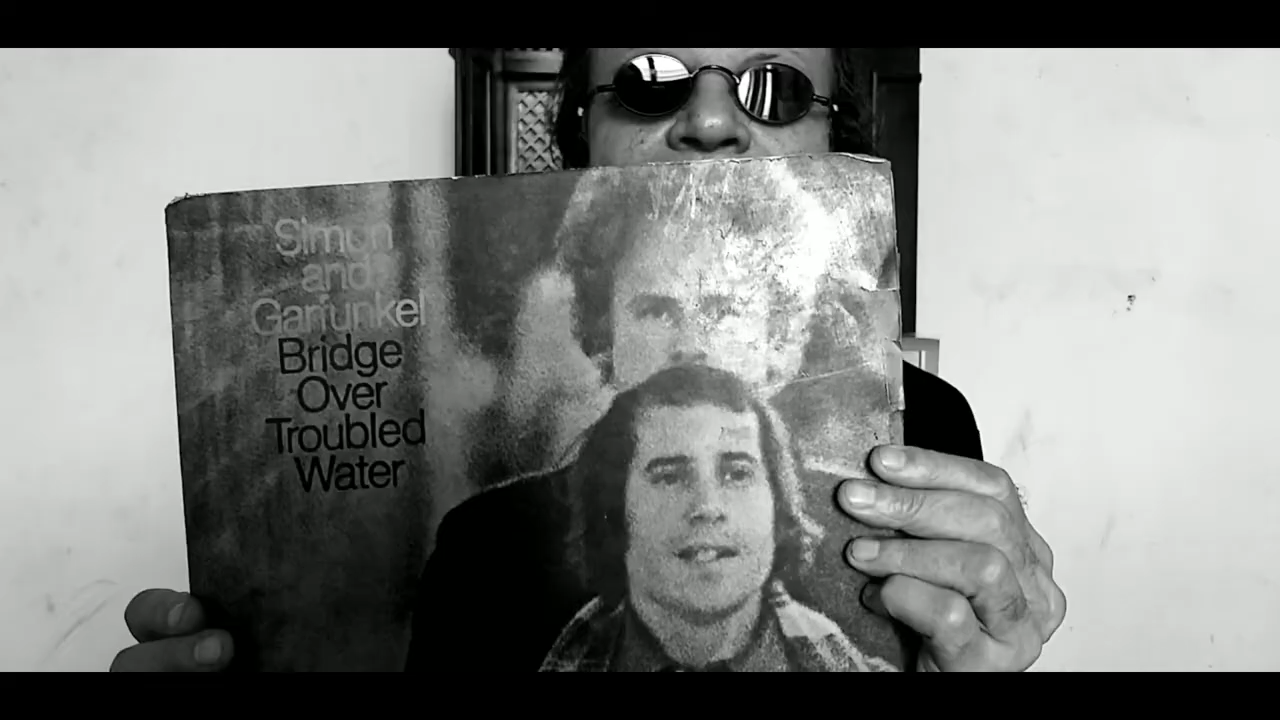 Simon
and
Garfunkel
Bridge
Over
Troubled
Water